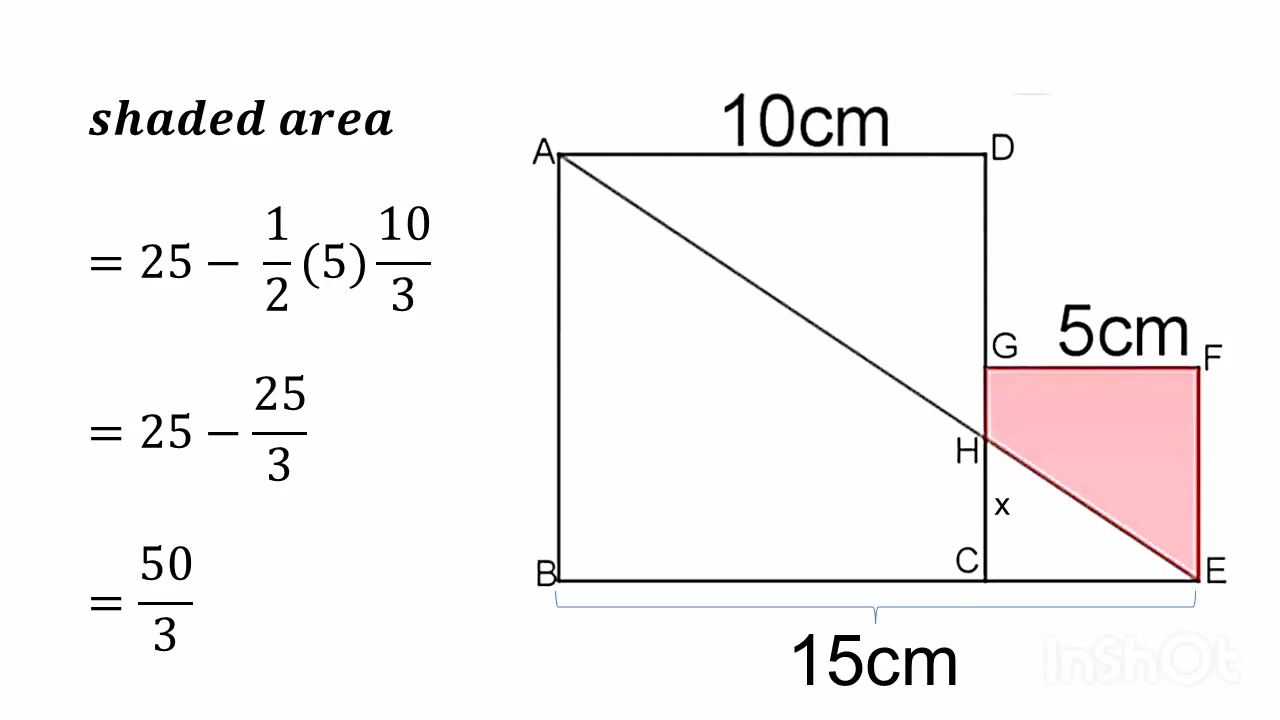 shaded area
= 25 − 1/2 (5) 10/3
= 25 − 25/3
= 50/3
10cm
A
D
5cm
G
F
H
x
B
C
E
15cm
InShOt